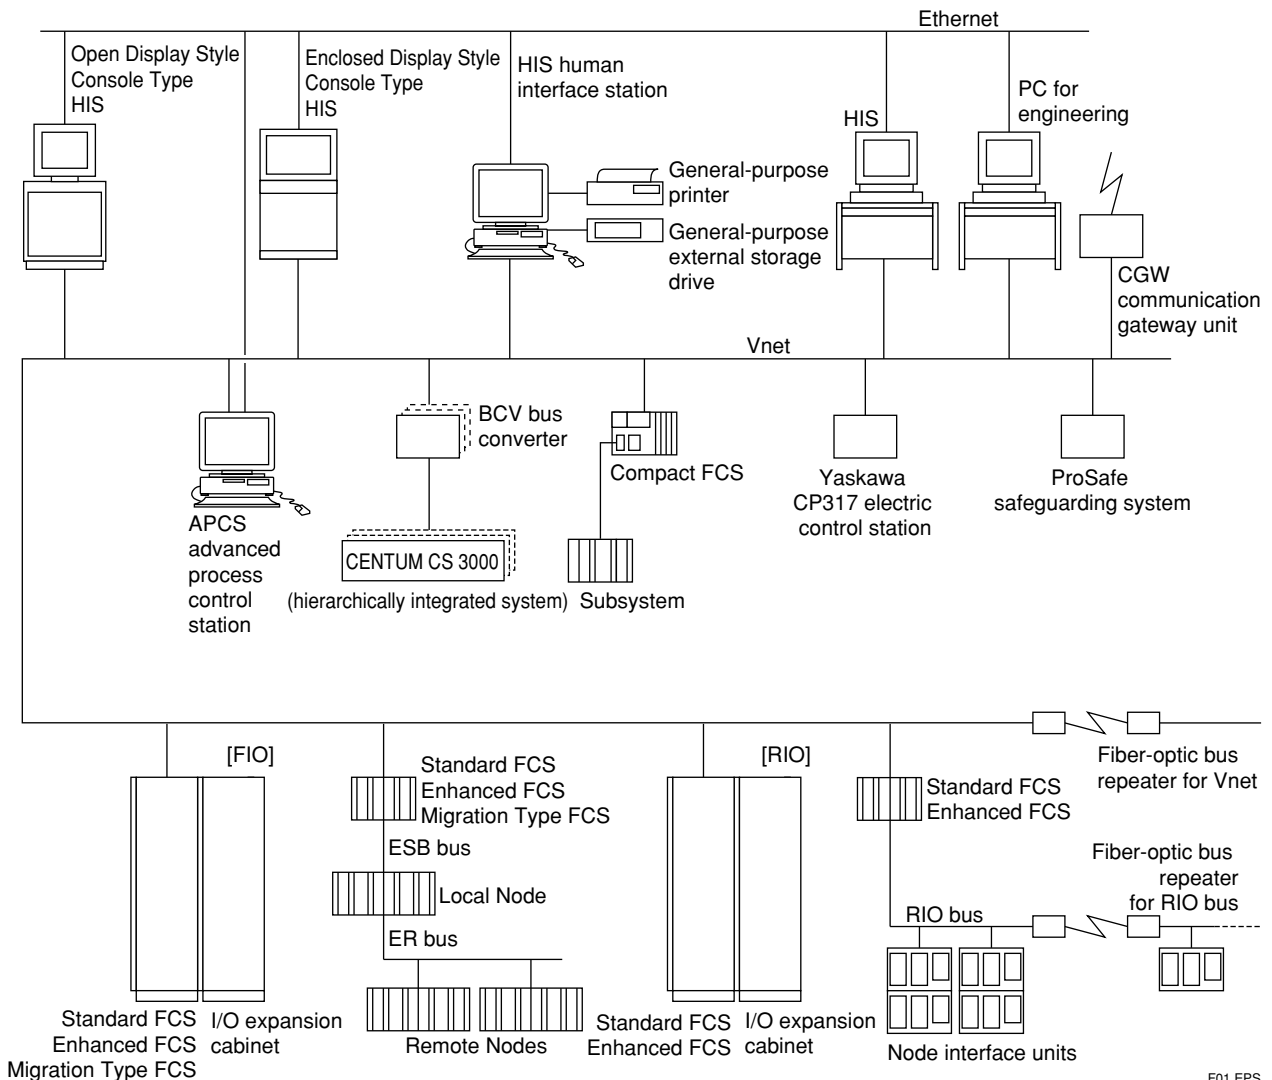 Ethernet
Open Display Style
Console Type
HIS
Enclosed Display Style
Console Type
HIS
HIS human
interface station
HIS
PC for
engineering
General-purpose
printer
General-purpose
external storage
drive
CGW
communication
gateway unit
Vnet
APCS
advanced
process
control
station
BCV bus
converter
CENTUM CS 3000
(hierarchically integrated system)
Compact FCS
Subsystem
Yaskawa
CP317 electric
control station
ProSafe
safeguarding system
[FIO]
Standard FCS
Enhanced FCS
Migration Type FCS
I/O expansion
cabinet
Standard FCS
Enhanced FCS
Migration Type FCS
ESB bus
Local Node
ER bus
Remote Nodes
[RIO]
Standard FCS
Enhanced FCS
I/O expansion
cabinet
Standard FCS
Enhanced FCS
Fiber-optic bus
repeater for Vnet
Fiber-optic bus
repeater
for RIO bus
RIO bus
Node interface units
F01.EPS